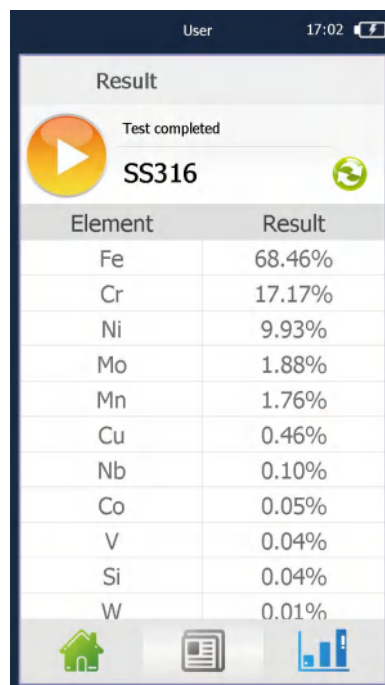 User 17:02
Result
Test completed
SS316
Element Result
Fe 68.46%
Cr 17.17%
Ni 9.93%
Mo 1.88%
Mn 1.76%
Cu 0.46%
Nb 0.10%
Co 0.05%
V 0.04%
Si 0.04%
W 0.01%